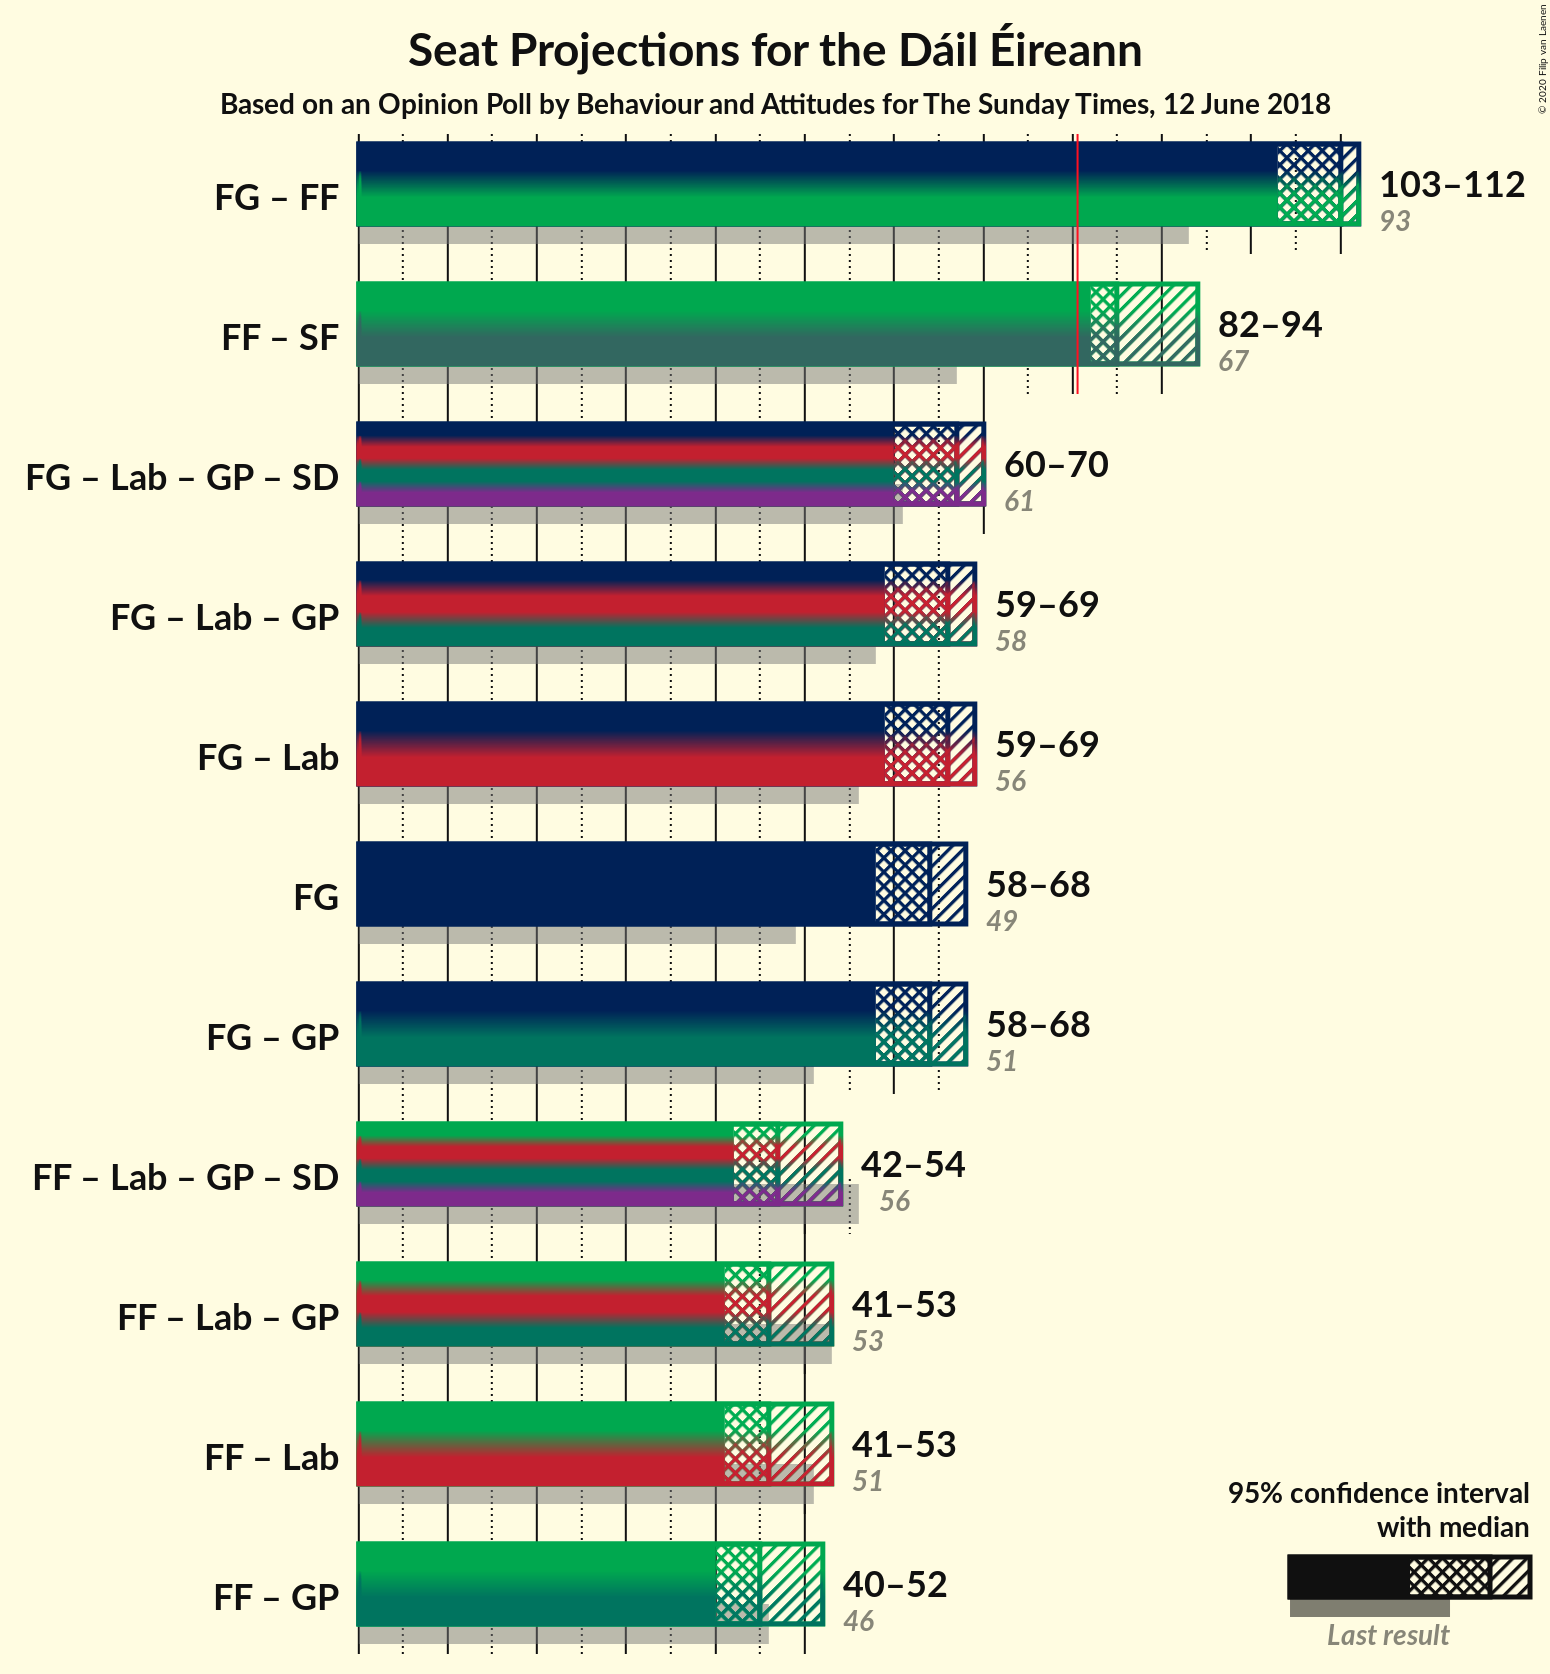 Seat Projections for the Dáil Éireann
Based on an Opinion Poll by Behaviour and Attitudes for The Sunday Times, 12 June 2018
© 2020 Filip van Laenen
FG – FF
103–112
93
FF – SF
82–94
67
FG – Lab – GP – SD
60–70
61
FG – Lab – GP
59–69
58
FG – Lab
59–69
56
FG
58–68
49
FG – GP
58–68
51
FF – Lab – GP – SD
42–54
56
FF – Lab – GP
41–53
53
FF – Lab
41–53
51
FF – GP
40–52
46
95% confidence interval
with median
Last result